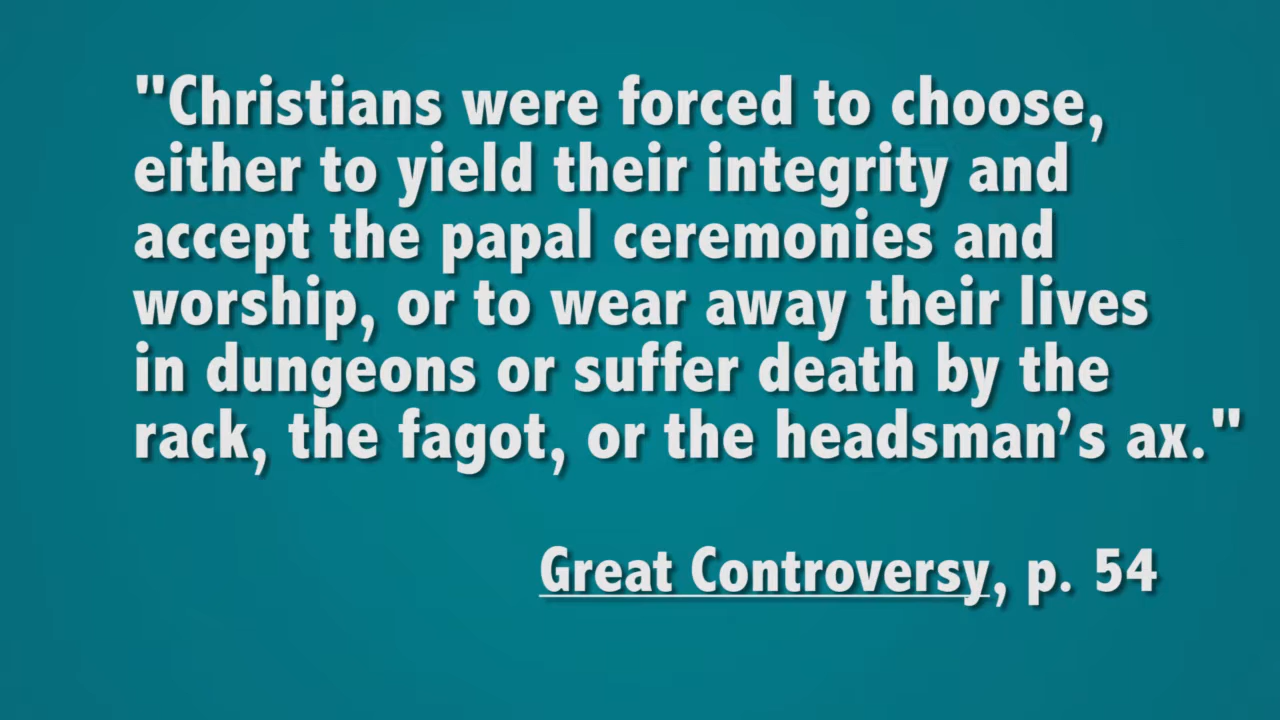 "Christians were forced to choose,
either to yield their integrity and
accept the papal ceremonies and
worship, or to wear away their lives
in dungeons or suffer death by the
rack, the fagot, or the headsman’s ax."
Great Controversy, p. 54